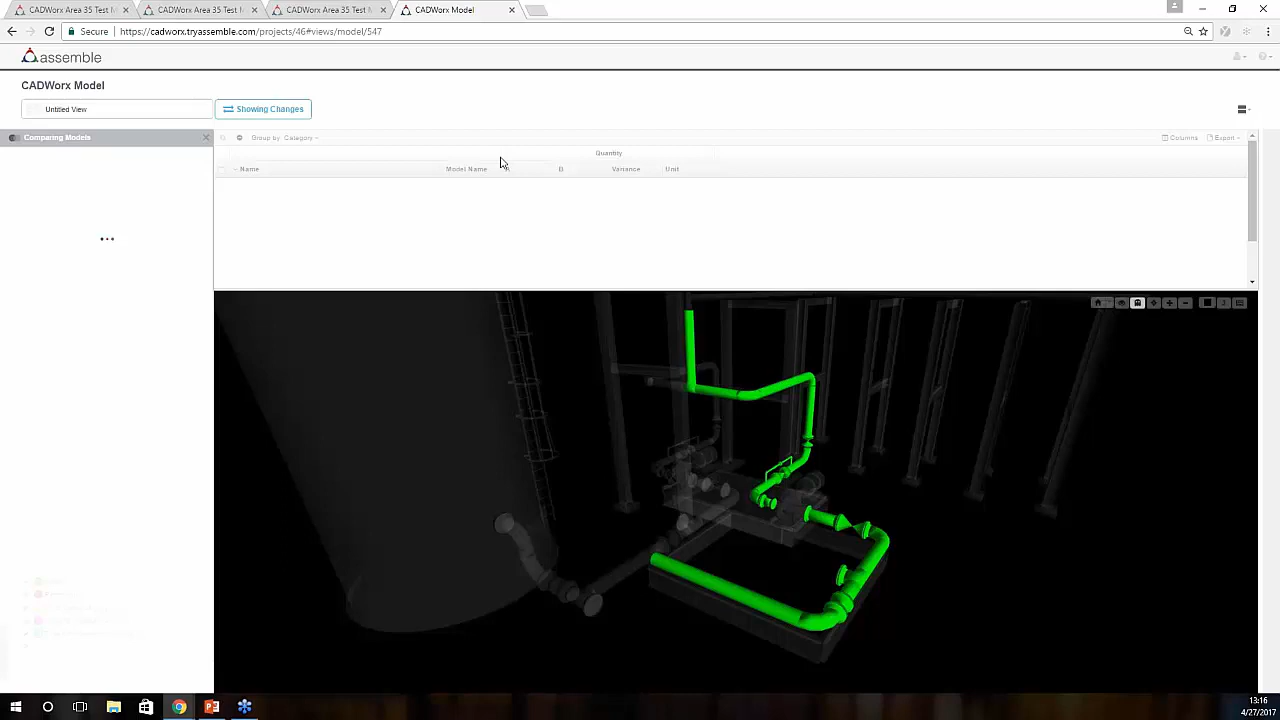 CADWorx Area 35 Test M
CADWorx Area 35 Test M
CADWorx Area 35 Test M
CADWorx Model
Secure
https://cadworx.tryassemble.com/projects/46#views/model/547
assemble
CADWorx Model
Untitled View
Showing Changes
Comparing Models
Group by: Category
Columns
Export
Quantity
Name
Model Name
B
Variance
Unit
13:16
4/27/2017